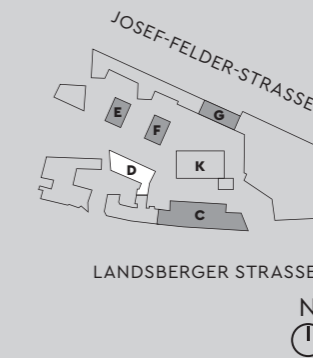 JOSEF-FELDER-STRASSE
E
F
G
D
K
C
LANDSBERGER STRASSE
N